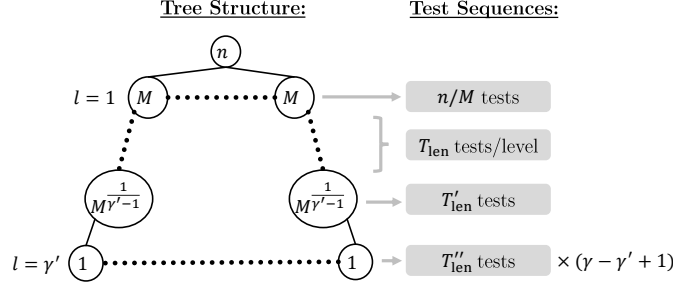 Tree Structure: Test Sequences:
n
l = 1 M M n/M tests
T_len tests/level
M^{1/(γ′−1)} M^{1/(γ′−1)} T′_len tests
l = γ′ 1 1 T″_len tests × (γ − γ′ + 1)